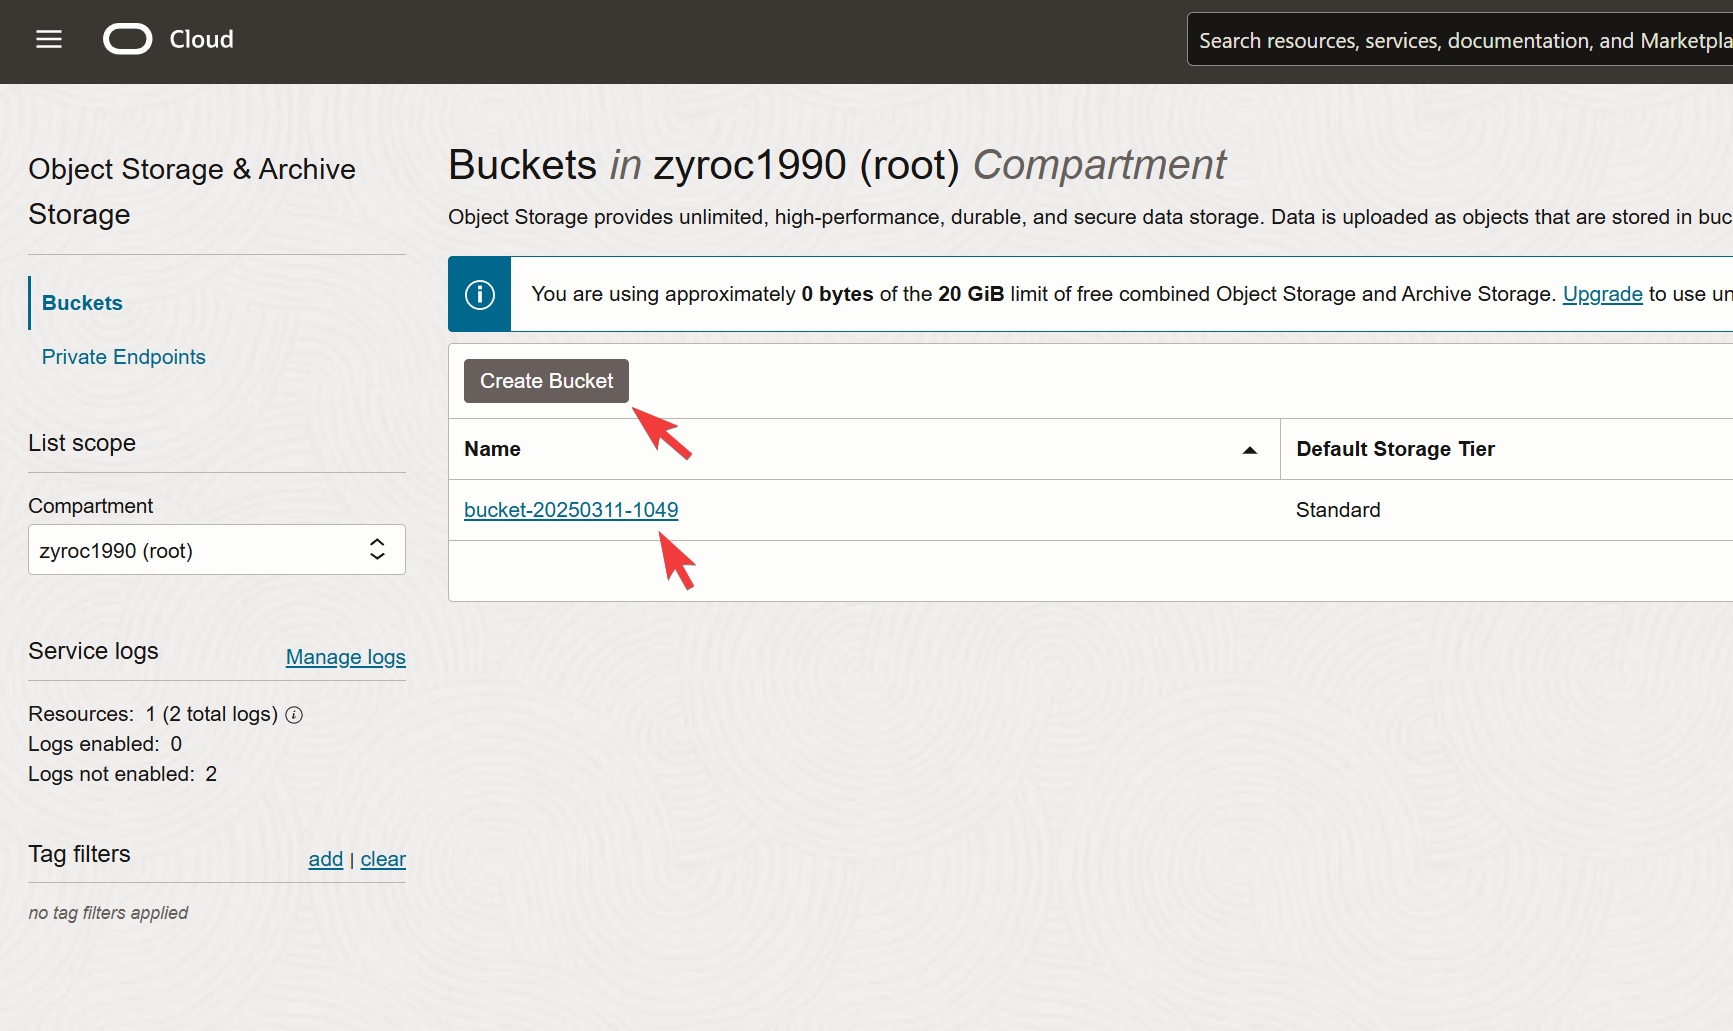 Cloud
Search resources, services, documentation, and Marketpla
Object Storage & Archive
Storage
Buckets
Private Endpoints
List scope
Compartment
zyroc1990 (root)
Service logs
Manage logs
Resources: 1 (2 total logs)
Logs enabled: 0
Logs not enabled: 2
Tag filters
add | clear
no tag filters applied
Buckets in zyroc1990 (root) Compartment
Object Storage provides unlimited, high-performance, durable, and secure data storage. Data is uploaded as objects that are stored in buc
You are using approximately 0 bytes of the 20 GiB limit of free combined Object Storage and Archive Storage. Upgrade to use un
Create Bucket
Name
Default Storage Tier
bucket-20250311-1049
Standard